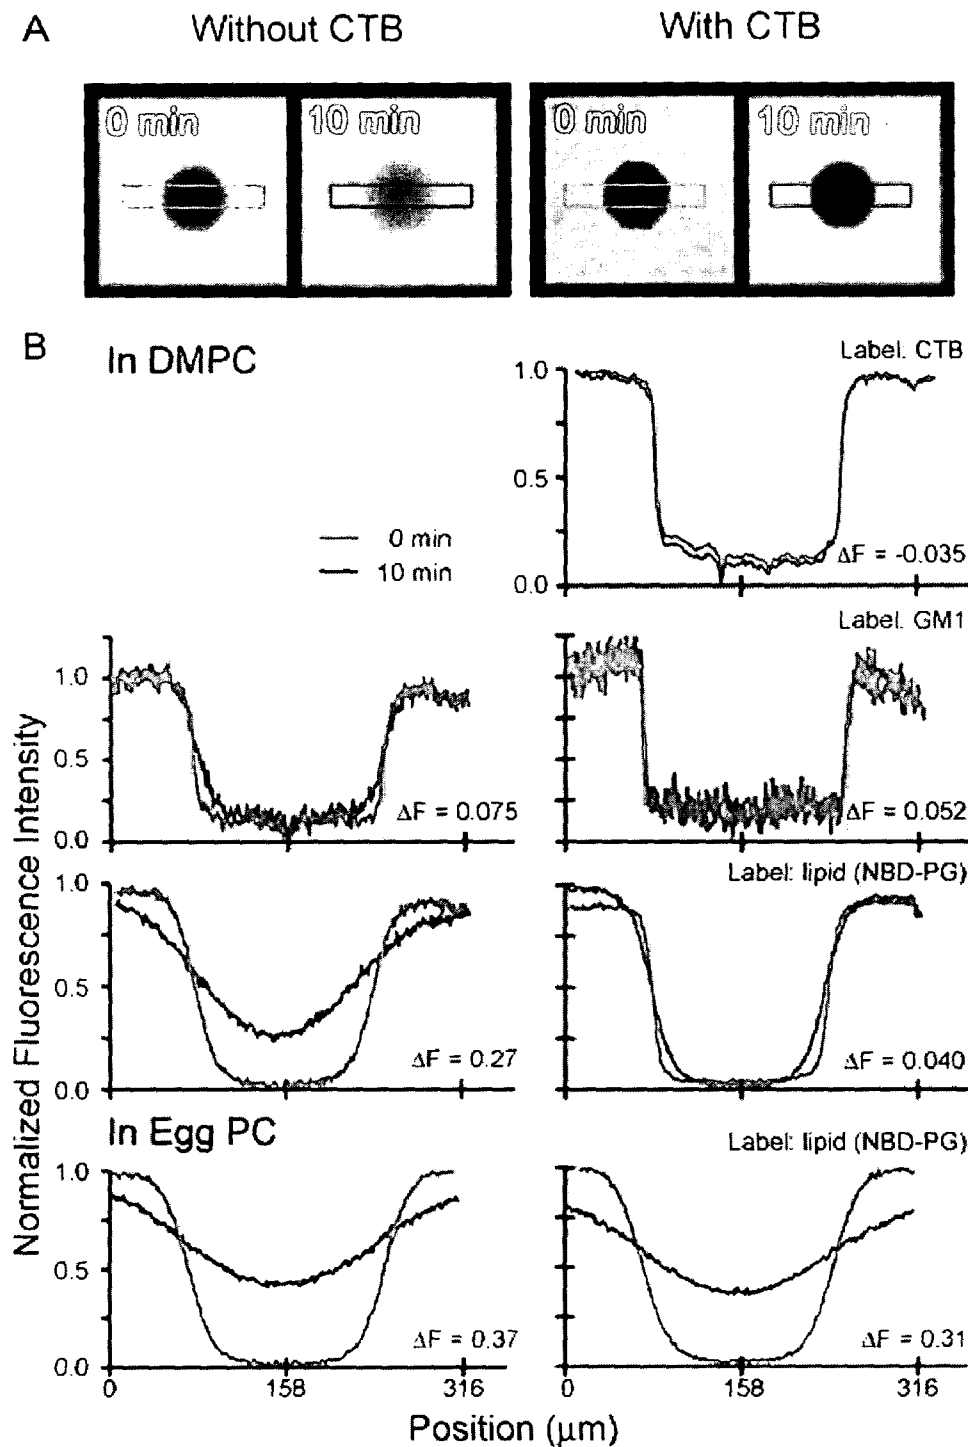 A
Without CTB
With CTB
0 min
10 min
0 min
10 min
B
In DMPC
Label. CTB
1.0
0.5
0.0
0 min
10 min
ΔF = -0.035
Label. GM1
1.0
0.5
0.0
ΔF = 0.075
ΔF = 0.052
Label: lipid (NBD-PG)
1.0
0.5
0.0
ΔF = 0.27
ΔF = 0.040
In Egg PC
Label: lipid (NBD-PG)
1.0
0.5
0.0
ΔF = 0.37
ΔF = 0.31
0
158
316
0
158
316
Normalized Fluorescence Intensity
Position (μm)